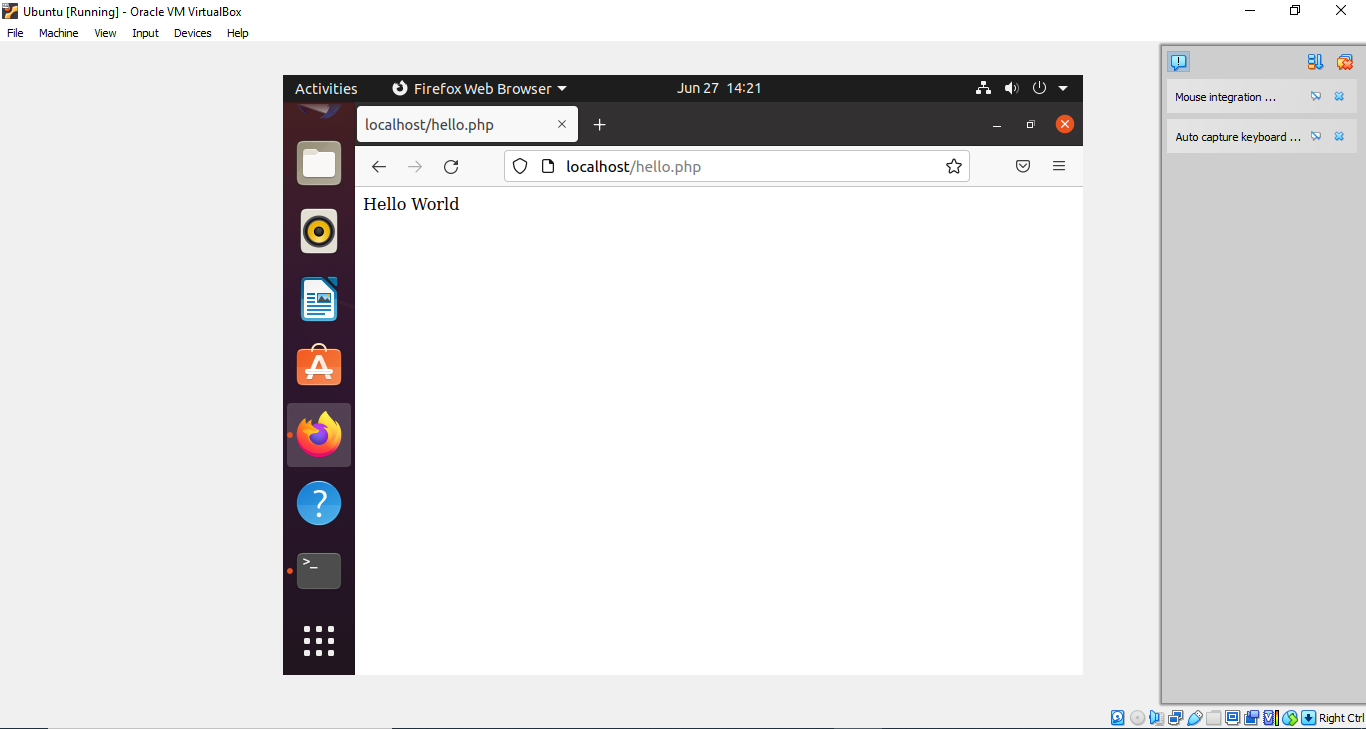 Ubuntu [Running] - Oracle VM VirtualBox
File Machine View Input Devices Help
Activities Firefox Web Browser Jun 27 14:21
localhost/hello.php
localhost/hello.php
Hello World
Mouse integration ...
Auto capture keyboard ...
Right Ctrl